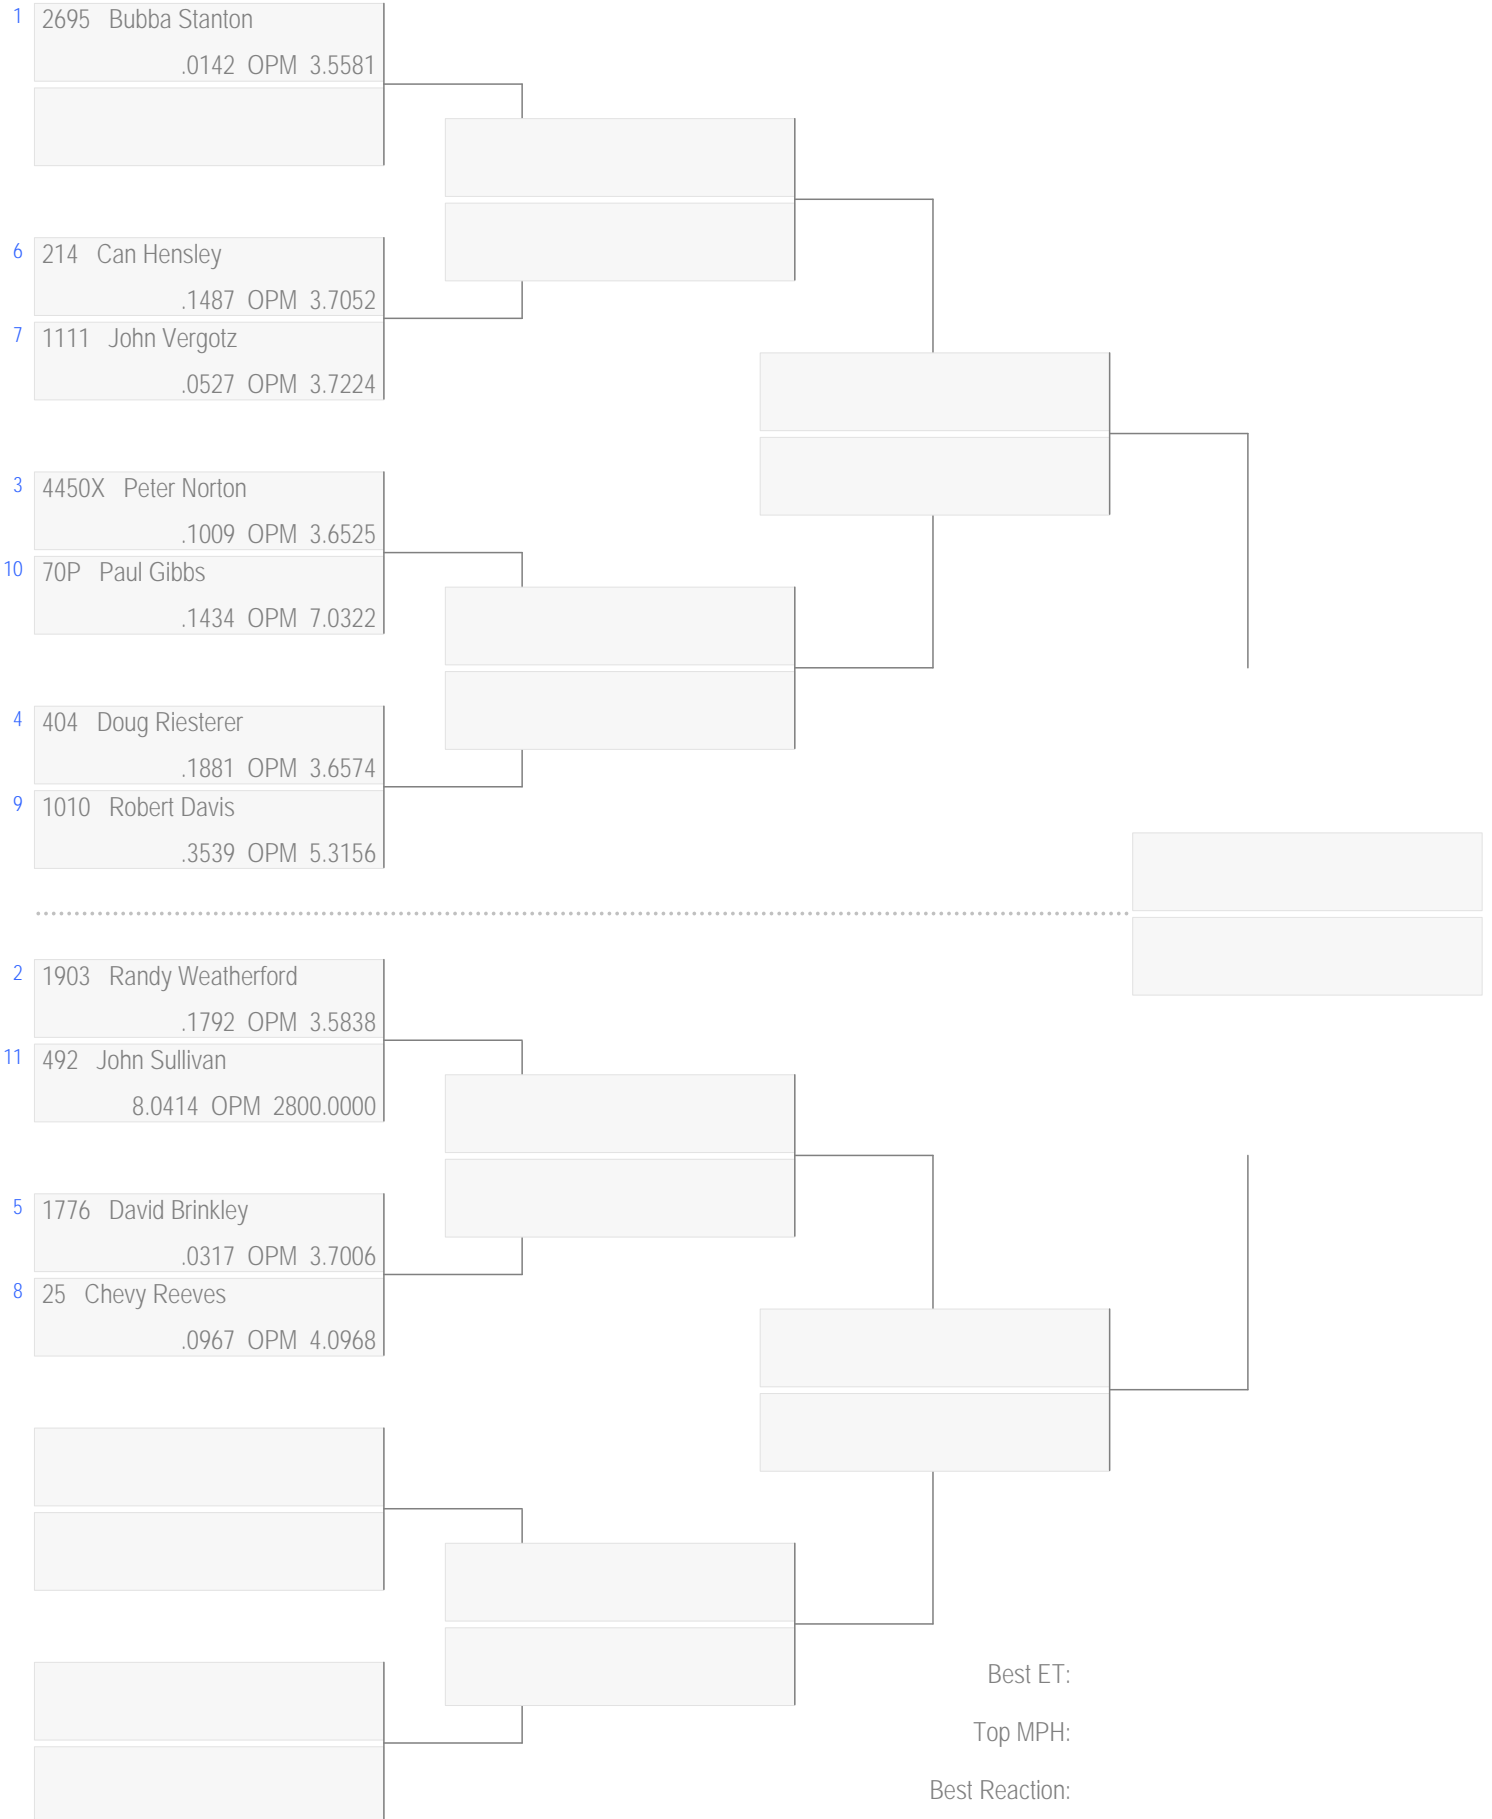 1 2695 Bubba Stanton
.0142 OPM 3.5581
6 214 Can Hensley
.1487 OPM 3.7052
7 1111 John Vergotz
.0527 OPM 3.7224
3 4450X Peter Norton
.1009 OPM 3.6525
10 70P Paul Gibbs
.1434 OPM 7.0322
4 404 Doug Riesterer
.1881 OPM 3.6574
9 1010 Robert Davis
.3539 OPM 5.3156
2 1903 Randy Weatherford
.1792 OPM 3.5838
11 492 John Sullivan
8.0414 OPM 2800.0000
5 1776 David Brinkley
.0317 OPM 3.7006
8 25 Chevy Reeves
.0967 OPM 4.0968
Best ET:
Top MPH:
Best Reaction: